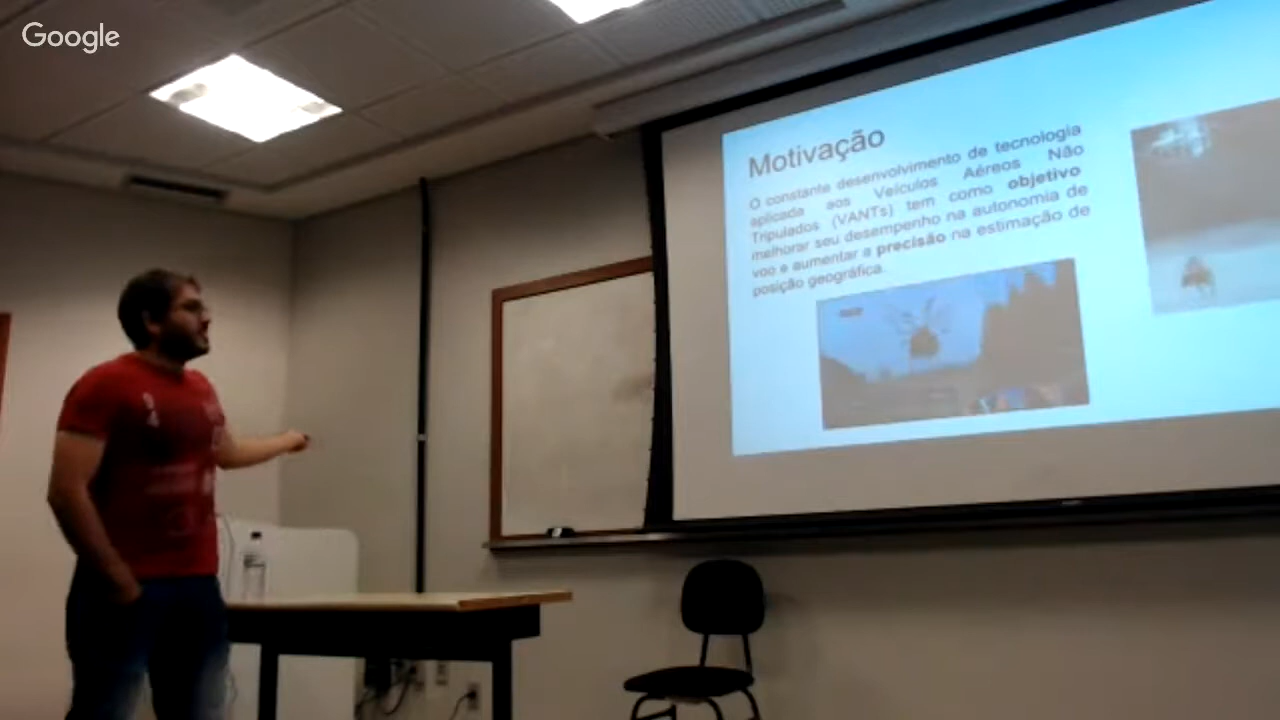 Google
Motivação
O constante desenvolvimento de tecnologia
aplicada aos Veículos Aéreos Não
Tripulados (VANTs) tem como objetivo
melhorar seu desempenho na autonomia de
voo e aumentar a precisão na estimação de
posição geográfica.